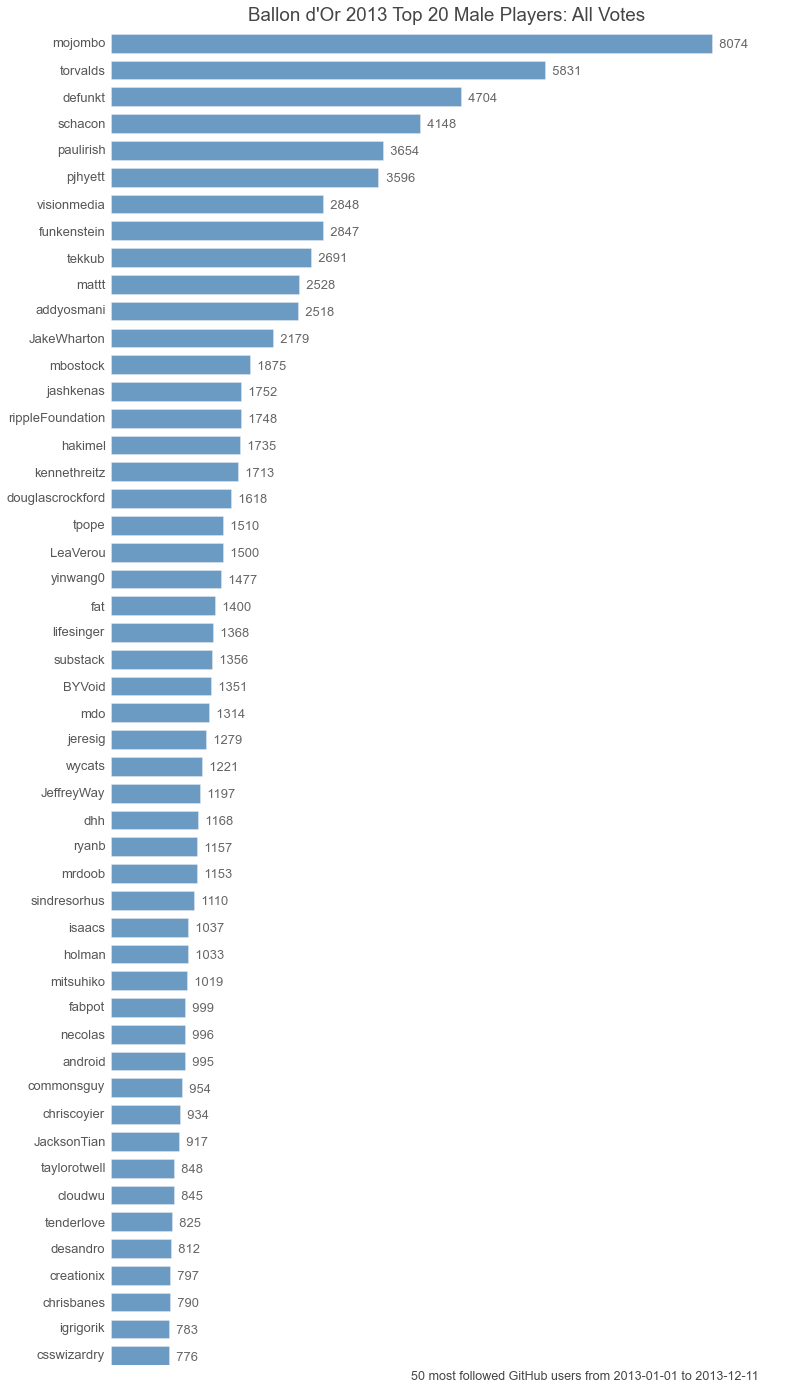 Ballon d'Or 2013 Top 20 Male Players: All Votes
mojombo 8074
torvalds 5831
defunkt 4704
schacon 4148
paulirish 3654
pjhyett 3596
visionmedia 2848
funkenstein 2847
tekkub 2691
mattt 2528
addyosmani 2518
JakeWharton 2179
mbostock 1875
jashkenas 1752
rippleFoundation 1748
hakimel 1735
kennethreitz 1713
douglascrockford 1618
tpope 1510
LeaVerou 1500
yinwang0 1477
fat 1400
lifesinger 1368
substack 1356
BYVoid 1351
mdo 1314
jeresig 1279
wycats 1221
JeffreyWay 1197
dhh 1168
ryanb 1157
mrdoob 1153
sindresorhus 1110
isaacs 1037
holman 1033
mitsuhiko 1019
fabpot 999
necolas 996
android 995
commonsguy 954
chriscoyier 934
JacksonTian 917
taylorotwell 848
cloudwu 845
tenderlove 825
desandro 812
creationix 797
chrisbanes 790
igrigorik 783
csswizardry 776
50 most followed GitHub users from 2013-01-01 to 2013-12-11